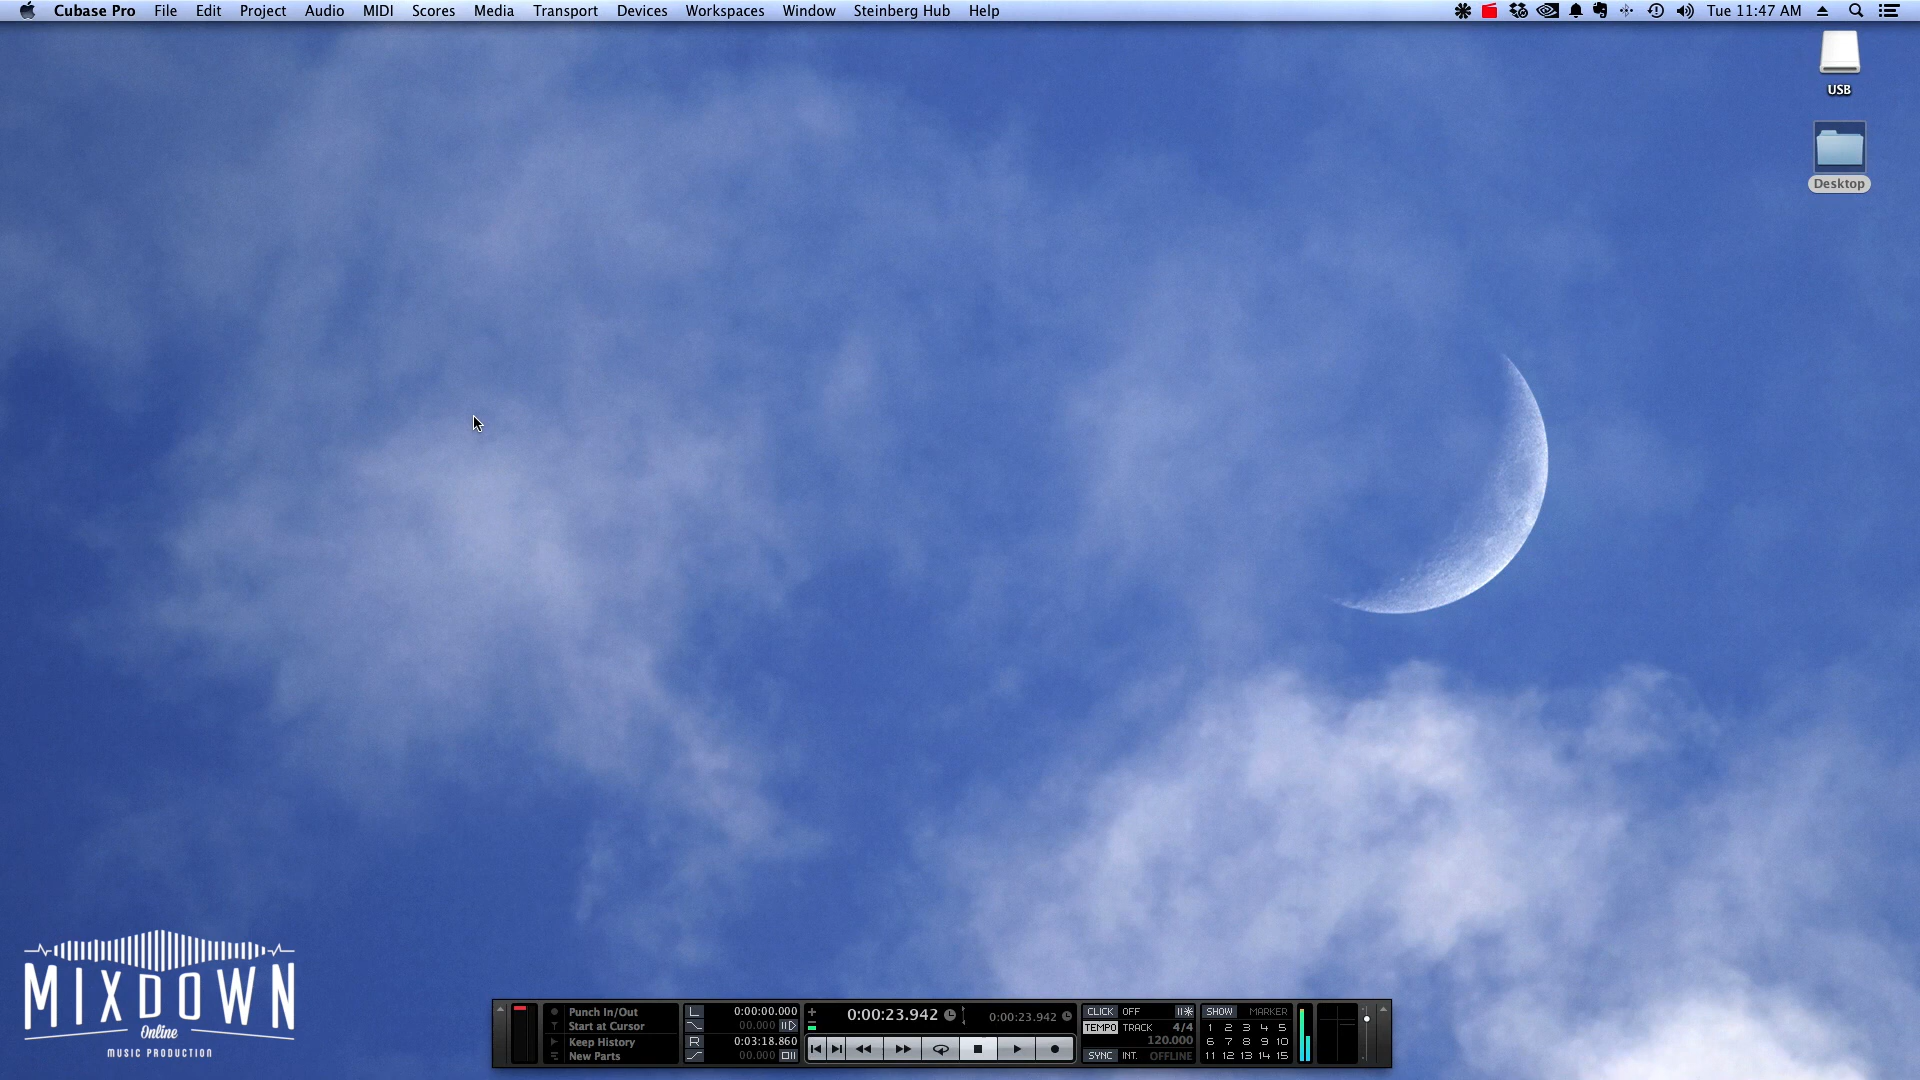 Cubase Pro File Edit Project Audio MIDI Scores Media Transport Devices Workspaces Window Steinberg Hub Help Tue 11:47 AM
USB
Desktop
MIXDOWN
Online
MUSIC PRODUCTION
Punch In/Out
Start at Cursor
Keep History
New Parts
L 0:00:00.000
00.000
R 0:03:18.860
00.000
0:00:23.942 0:00:23.942
CLICK OFF
TEMPO TRACK 4/4
120.000
SYNC INT. OFFLINE
SHOW MARKER
1 2 3 4 5
6 7 8 9 10
11 12 13 14 15